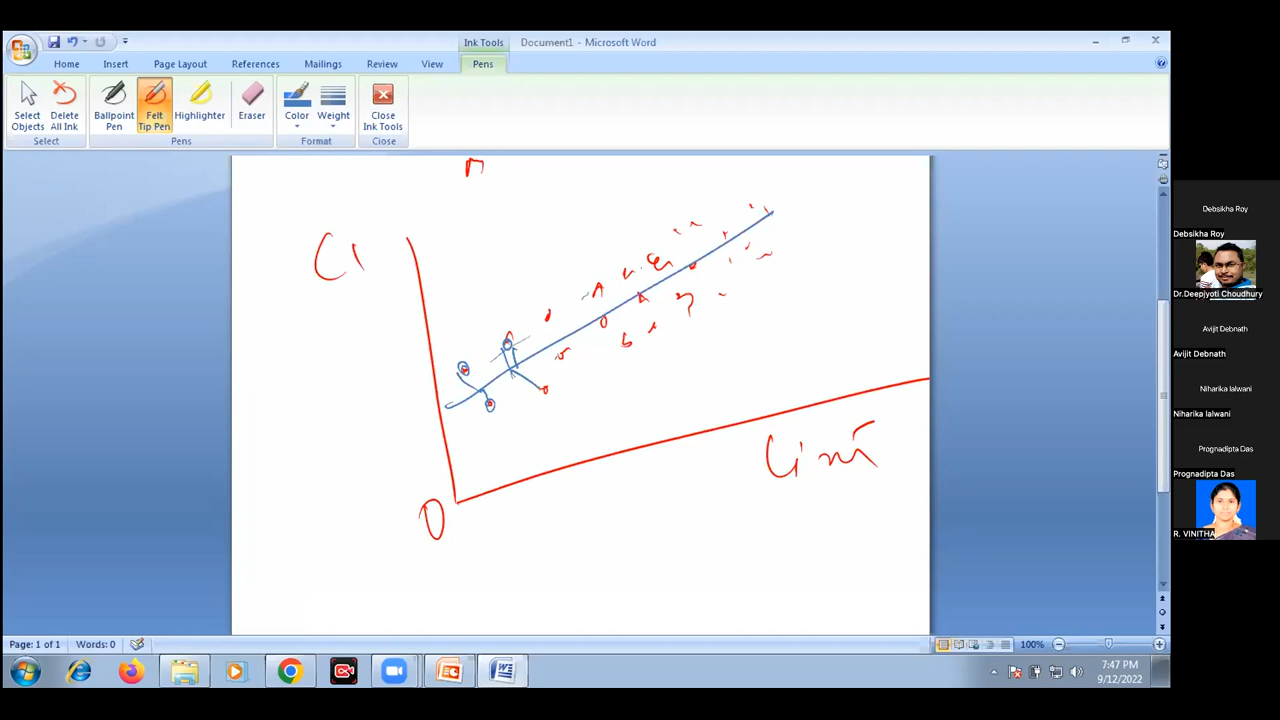 Ink Tools
Document1 - Microsoft Word
Home
Insert
Page Layout
References
Mailings
Review
View
Pens
Select Objects
Delete All Ink
Ballpoint Pen
Felt Tip Pen
Highlighter
Eraser
Color
Weight
Close Ink Tools
Select
Pens
Format
Close
CI
0
Debsikha Roy
Debsikha Roy
Dr.Deepjyoti Choudhury
Avijit Debnath
Avijit Debnath
Niharika lalwani
Niharika lalwani
Prognadipta Das
Prognadipta Das
R. VINITHA
Page: 1 of 1
Words: 0
100%
7:47 PM
9/12/2022